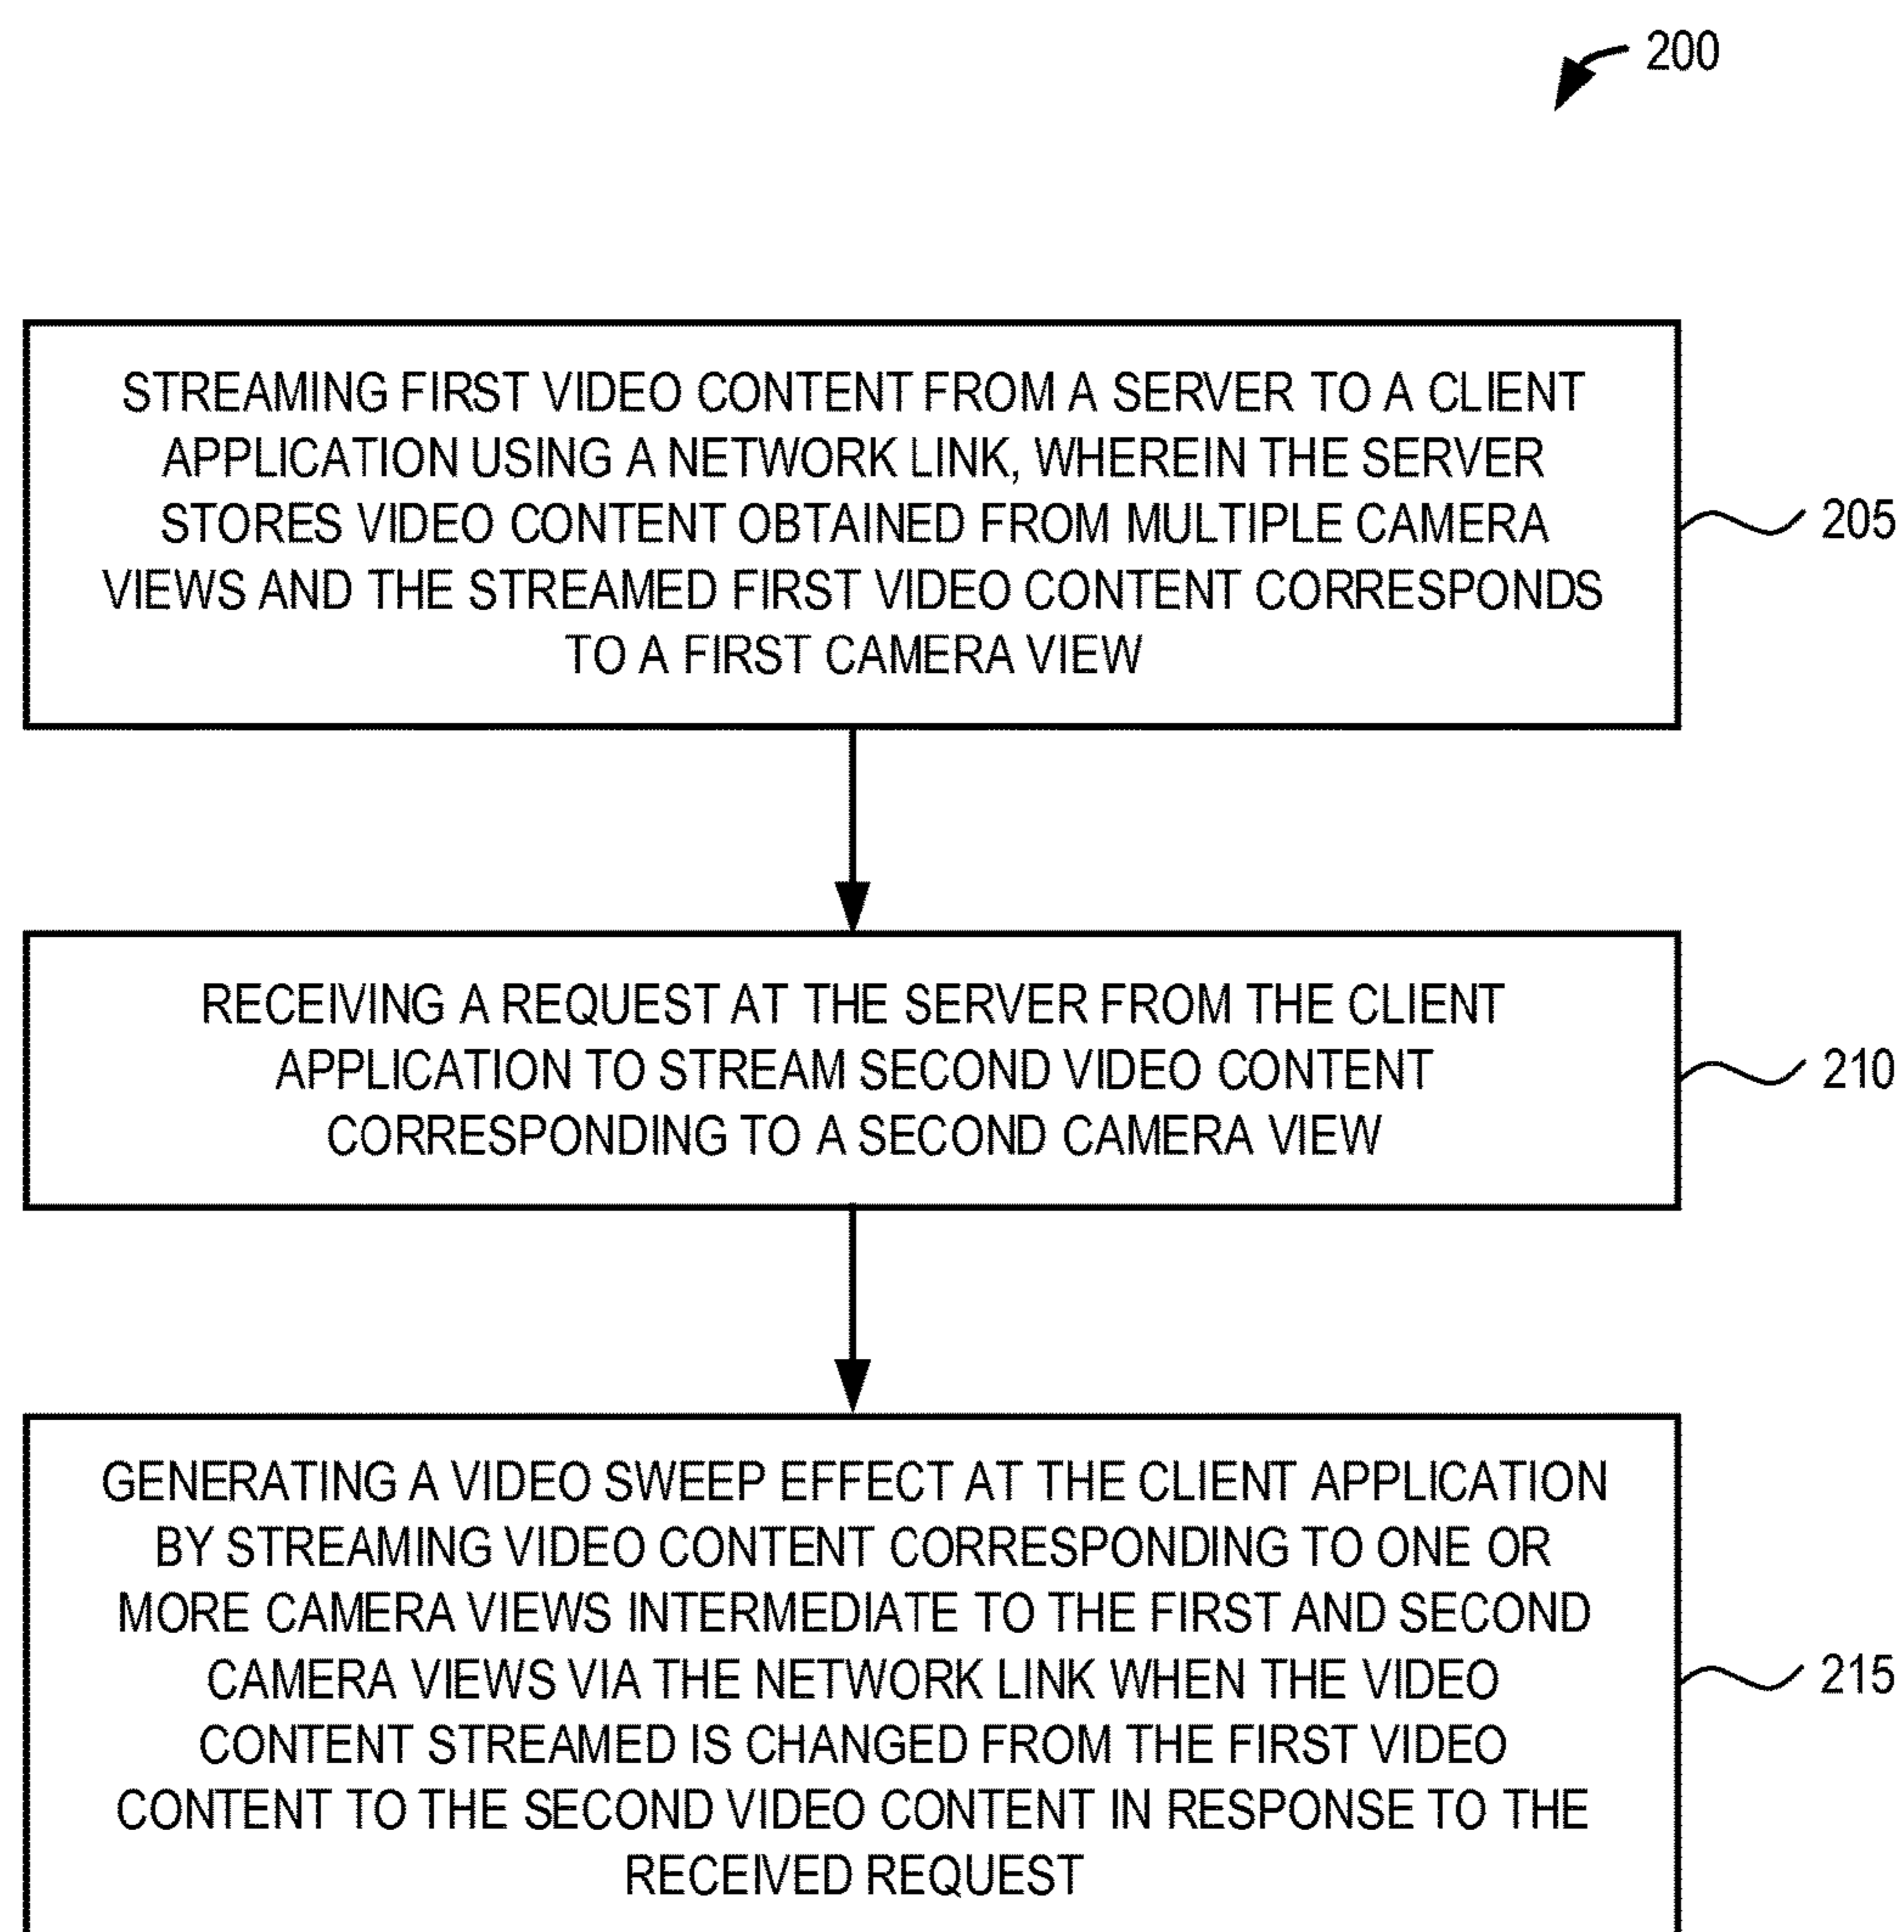 200
STREAMING FIRST VIDEO CONTENT FROM A SERVER TO A CLIENT
APPLICATION USING A NETWORK LINK, WHEREIN THE SERVER
STORES VIDEO CONTENT OBTAINED FROM MULTIPLE CAMERA
VIEWS AND THE STREAMED FIRST VIDEO CONTENT CORRESPONDS
TO A FIRST CAMERA VIEW
205
RECEIVING A REQUEST AT THE SERVER FROM THE CLIENT
APPLICATION TO STREAM SECOND VIDEO CONTENT
CORRESPONDING TO A SECOND CAMERA VIEW
210
GENERATING A VIDEO SWEEP EFFECT AT THE CLIENT APPLICATION
BY STREAMING VIDEO CONTENT CORRESPONDING TO ONE OR
MORE CAMERA VIEWS INTERMEDIATE TO THE FIRST AND SECOND
CAMERA VIEWS VIA THE NETWORK LINK WHEN THE VIDEO
CONTENT STREAMED IS CHANGED FROM THE FIRST VIDEO
CONTENT TO THE SECOND VIDEO CONTENT IN RESPONSE TO THE
RECEIVED REQUEST
215